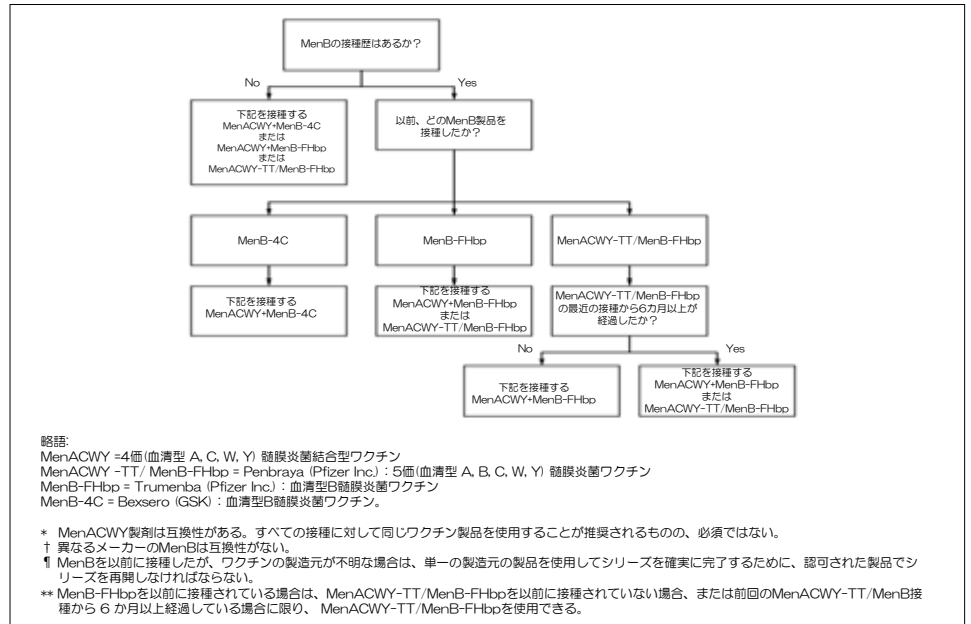 MenBの接種歴はあるか？
No
Yes
下記を接種する
MenACWY+MenB-4C
または
MenACWY+MenB-FHbp
または
MenACWY-TT/MenB-FHbp
以前、どのMenB製品を
接種したか？
MenB-4C
MenB-FHbp
MenACWY-TT/MenB-FHbp
下記を接種する
MenACWY+MenB-4C
下記を接種する
MenACWY+MenB-FHbp
または
MenACWY-TT/MenB-FHbp
MenACWY-TT/MenB-FHbp
の最近の接種から6カ月以上が
経過したか？
No
Yes
下記を接種する
MenACWY+MenB-FHbp
下記を接種する
MenACWY+MenB-FHbp
または
MenACWY-TT/MenB-FHbp
略語:
MenACWY =4価(血清型 A, C, W, Y) 髄膜炎菌結合型ワクチン
MenACWY -TT/ MenB-FHbp = Penbraya (Pfizer Inc.)：5価(血清型 A, B, C, W, Y) 髄膜炎菌ワクチン
MenB-FHbp = Trumenba (Pfizer Inc.)：血清型B髄膜炎菌ワクチン
MenB-4C = Bexsero (GSK)：血清型B髄膜炎菌ワクチン。
* MenACWY製剤は互換性がある。すべての接種に対して同じワクチン製品を使用することが推奨されるものの、必須ではない。
† 異なるメーカーのMenBは互換性がない。
¶ MenBを以前に接種したが、ワクチンの製造元が不明な場合は、単一の製造元の製品を使用してシリーズを確実に完了するために、認可された製品でシ
リーズを再開しなければならない。
** MenB-FHbpを以前に接種されている場合は、MenACWY-TT/MenB-FHbpを以前に接種されていない場合、または前回のMenACWY-TT/MenB接
種から 6 か月以上経過している場合に限り、 MenACWY-TT/MenB-FHbpを使用できる。